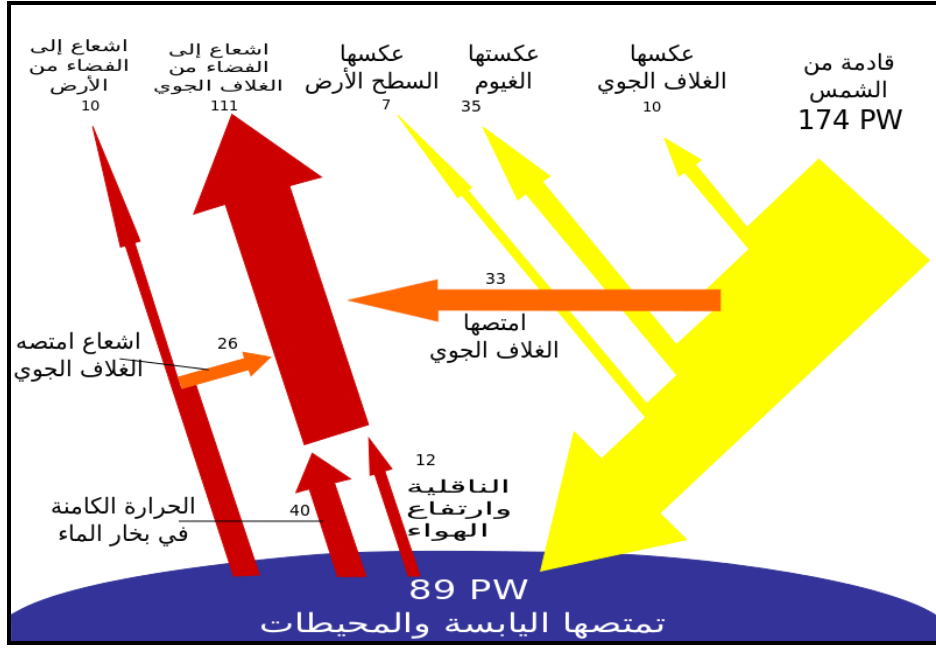 قادمة من
الشمس
174 PW
عكسها
الغلاف الجوي
10
عكستها
الغيوم
35
عكسها
السطح الأرض
7
اشعاع إلى
الفضاء من
الغلاف الجوي
111
اشعاع إلى
الفضاء من
الأرض
10
33
امتصها
الغلاف الجوي
26
اشعاع امتصه
الغلاف الجوي
12
الناقلية
وارتفاع
الهواء
40
الحرارة الكامنة
في بخار الماء
89 PW
تمتصها اليابسة والمحيطات